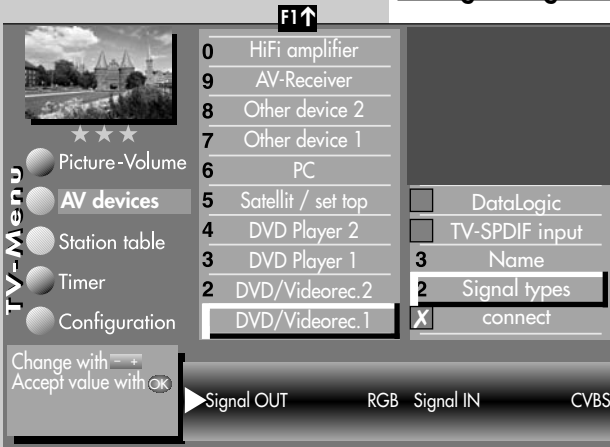 F1↑
0 HiFi amplifier
9 AV-Receiver
8 Other device 2
7 Other device 1
6 PC
5 Satellit / set top
4 DVD Player 2
3 DVD Player 1
2 DVD/Videorec.2
DVD/Videorec.1
TV-Menu
Picture-Volume
AV devices
Station table
Timer
Configuration
DataLogic
TV-SPDIF input
3 Name
2 Signal types
X connect
Change with - +
Accept value with OK
Signal OUT RGB Signal IN CVBS